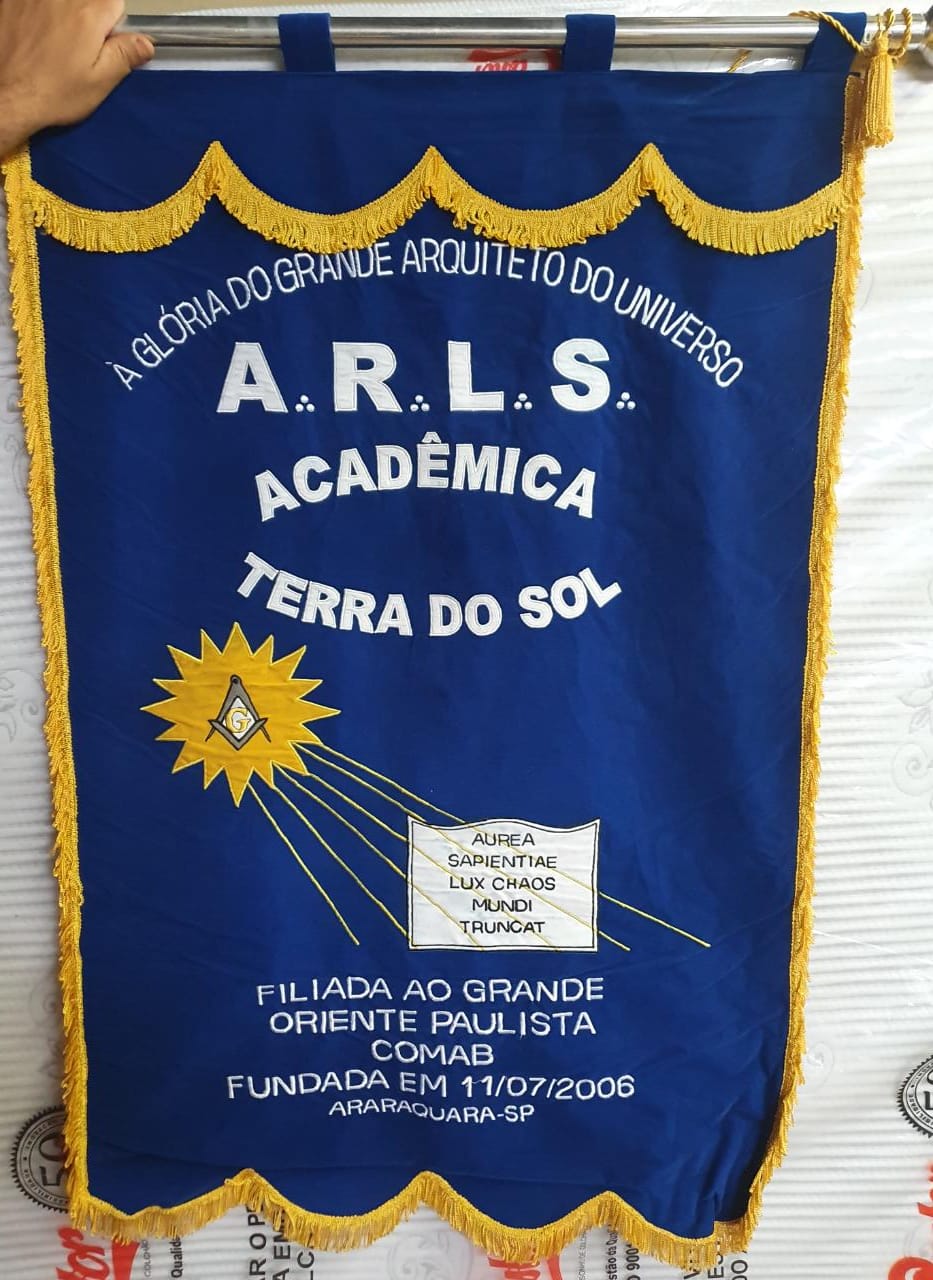 À GLÓRIA DO GRANDE ARQUITETO DO UNIVERSO
A.∴ R.∴ L.∴ S.∴
ACADÊMICA
TERRA DO SOL
G
AUREA
SAPIENTIAE
LUX CHAOS
MUNDI
TRUNCAT
FILIADA AO GRANDE
ORIENTE PAULISTA
COMAB
FUNDADA EM 11/07/2006
ARARAQUARA-SP